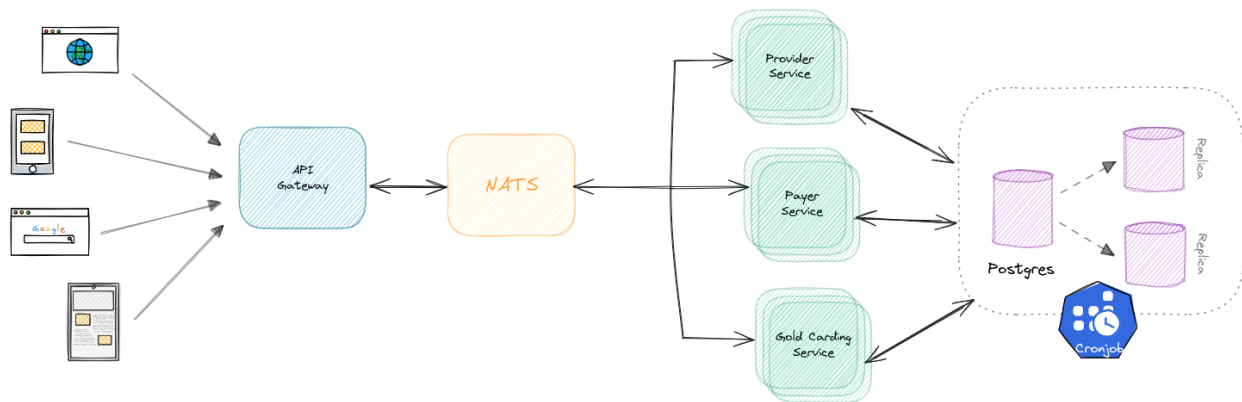 Google
API
Gateway
NATS
Provider
Service
Payer
Service
Gold Carding
Service
Postgres
Replica
Replica
Cronjob